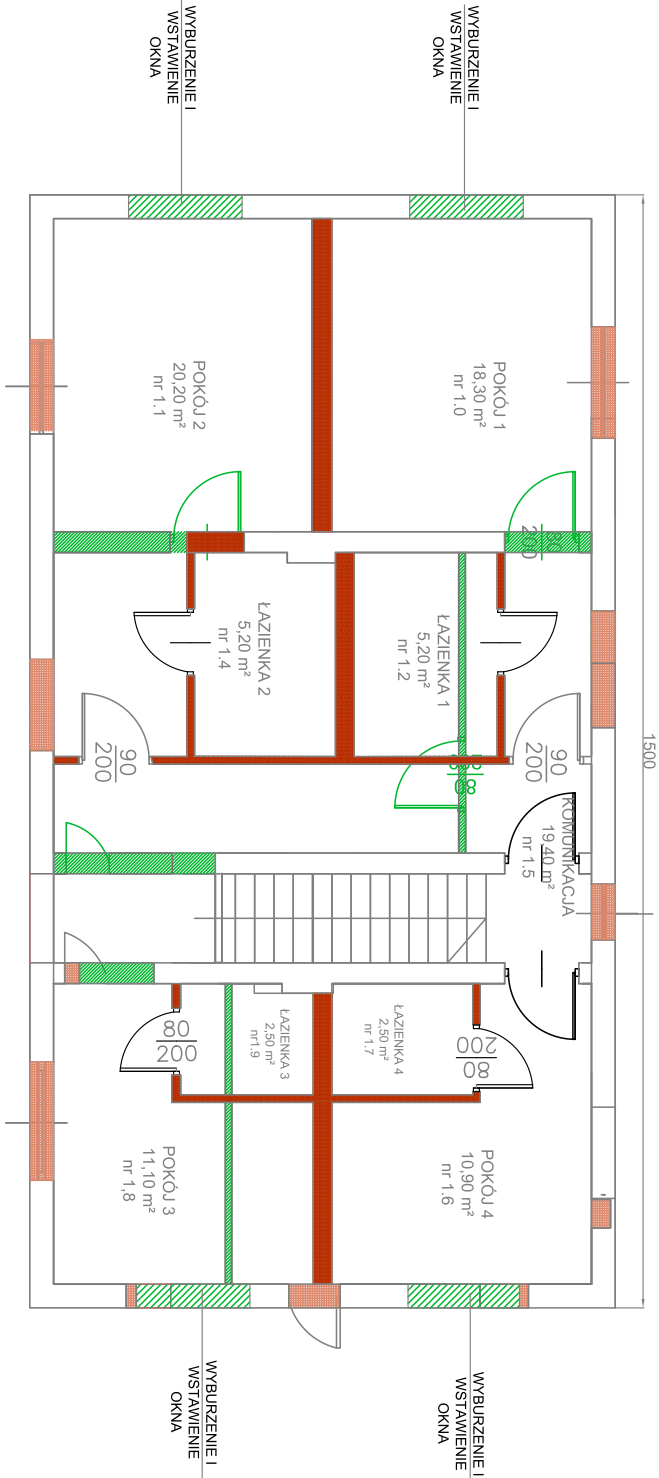 WYBURZENIE I
WSTAWIENIE
OKNA
WYBURZENIE I
WSTAWIENIE
OKNA
1500
POKÓJ 1
18,30 m²
nr 1.0
POKÓJ 2
20,20 m²
nr 1.1
80
200
ŁAZIENKA 1
5,20 m²
nr 1.2
ŁAZIENKA 2
5,20 m²
nr 1.4
90
200
90
200
80
KOMUNIKACJA
19,40 m²
nr 1.5
ŁAZIENKA 4
2,50 m²
nr 1.7
ŁAZIENKA 3
2,50 m²
nr1.9
80
200
80
200
POKÓJ 4
10,90 m²
nr 1.6
POKÓJ 3
11,10 m²
nr 1,8
WYBURZENIE I
WSTAWIENIE
OKNA
WYBURZENIE I
WSTAWIENIE
OKNA